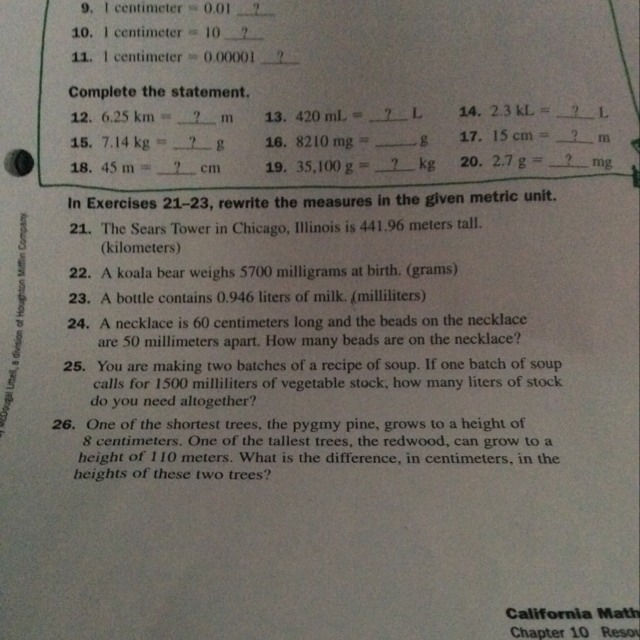 9. 1 centimeter = 0.01 ?
10. 1 centimeter = 10 ?
11. 1 centimeter = 0.00001 ?
Complete the statement.
12. 6.25 km = ? m 13. 420 mL = ? L 14. 2.3 kL = ? L
15. 7.14 kg = ? g 16. 8210 mg = ___ g 17. 15 cm = ? m
18. 45 m = ? cm 19. 35,100 g = ? kg 20. 2.7 g = ? mg
In Exercises 21–23, rewrite the measures in the given metric unit.
21. The Sears Tower in Chicago, Illinois is 441.96 meters tall.
(kilometers)
22. A koala bear weighs 5700 milligrams at birth. (grams)
23. A bottle contains 0.946 liters of milk. (milliliters)
24. A necklace is 60 centimeters long and the beads on the necklace
are 50 millimeters apart. How many beads are on the necklace?
25. You are making two batches of a recipe of soup. If one batch of soup
calls for 1500 milliliters of vegetable stock, how many liters of stock
do you need altogether?
26. One of the shortest trees, the pygmy pine, grows to a height of
8 centimeters. One of the tallest trees, the redwood, can grow to a
height of 110 meters. What is the difference, in centimeters, in the
heights of these two trees?
by McDougal Littell, a division of Houghton Mifflin Company
California Math
Chapter 10 Resou